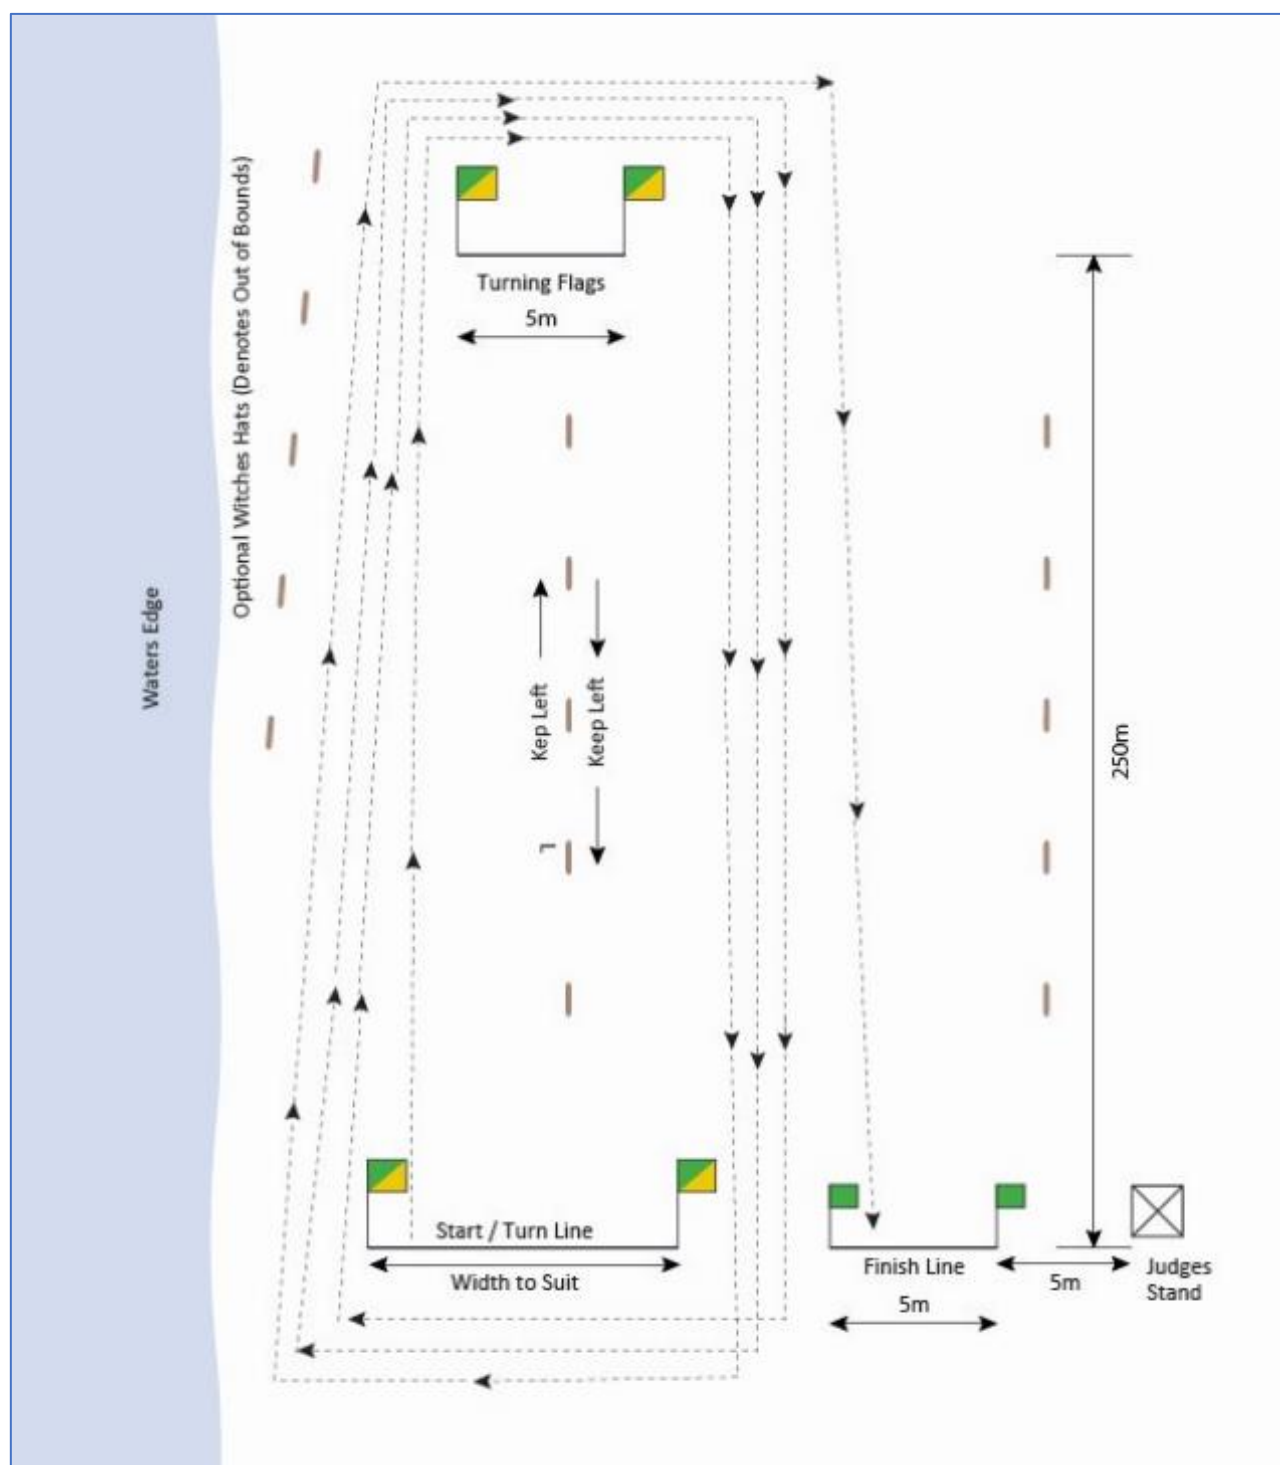 Optional Witches Hats (Denotes Out of Bounds)
Waters Edge
Turning Flags
5m
Kep Left
Keep Left
L
250m
Start / Turn Line
Width to Suit
Finish Line
5m
5m
Judges
Stand